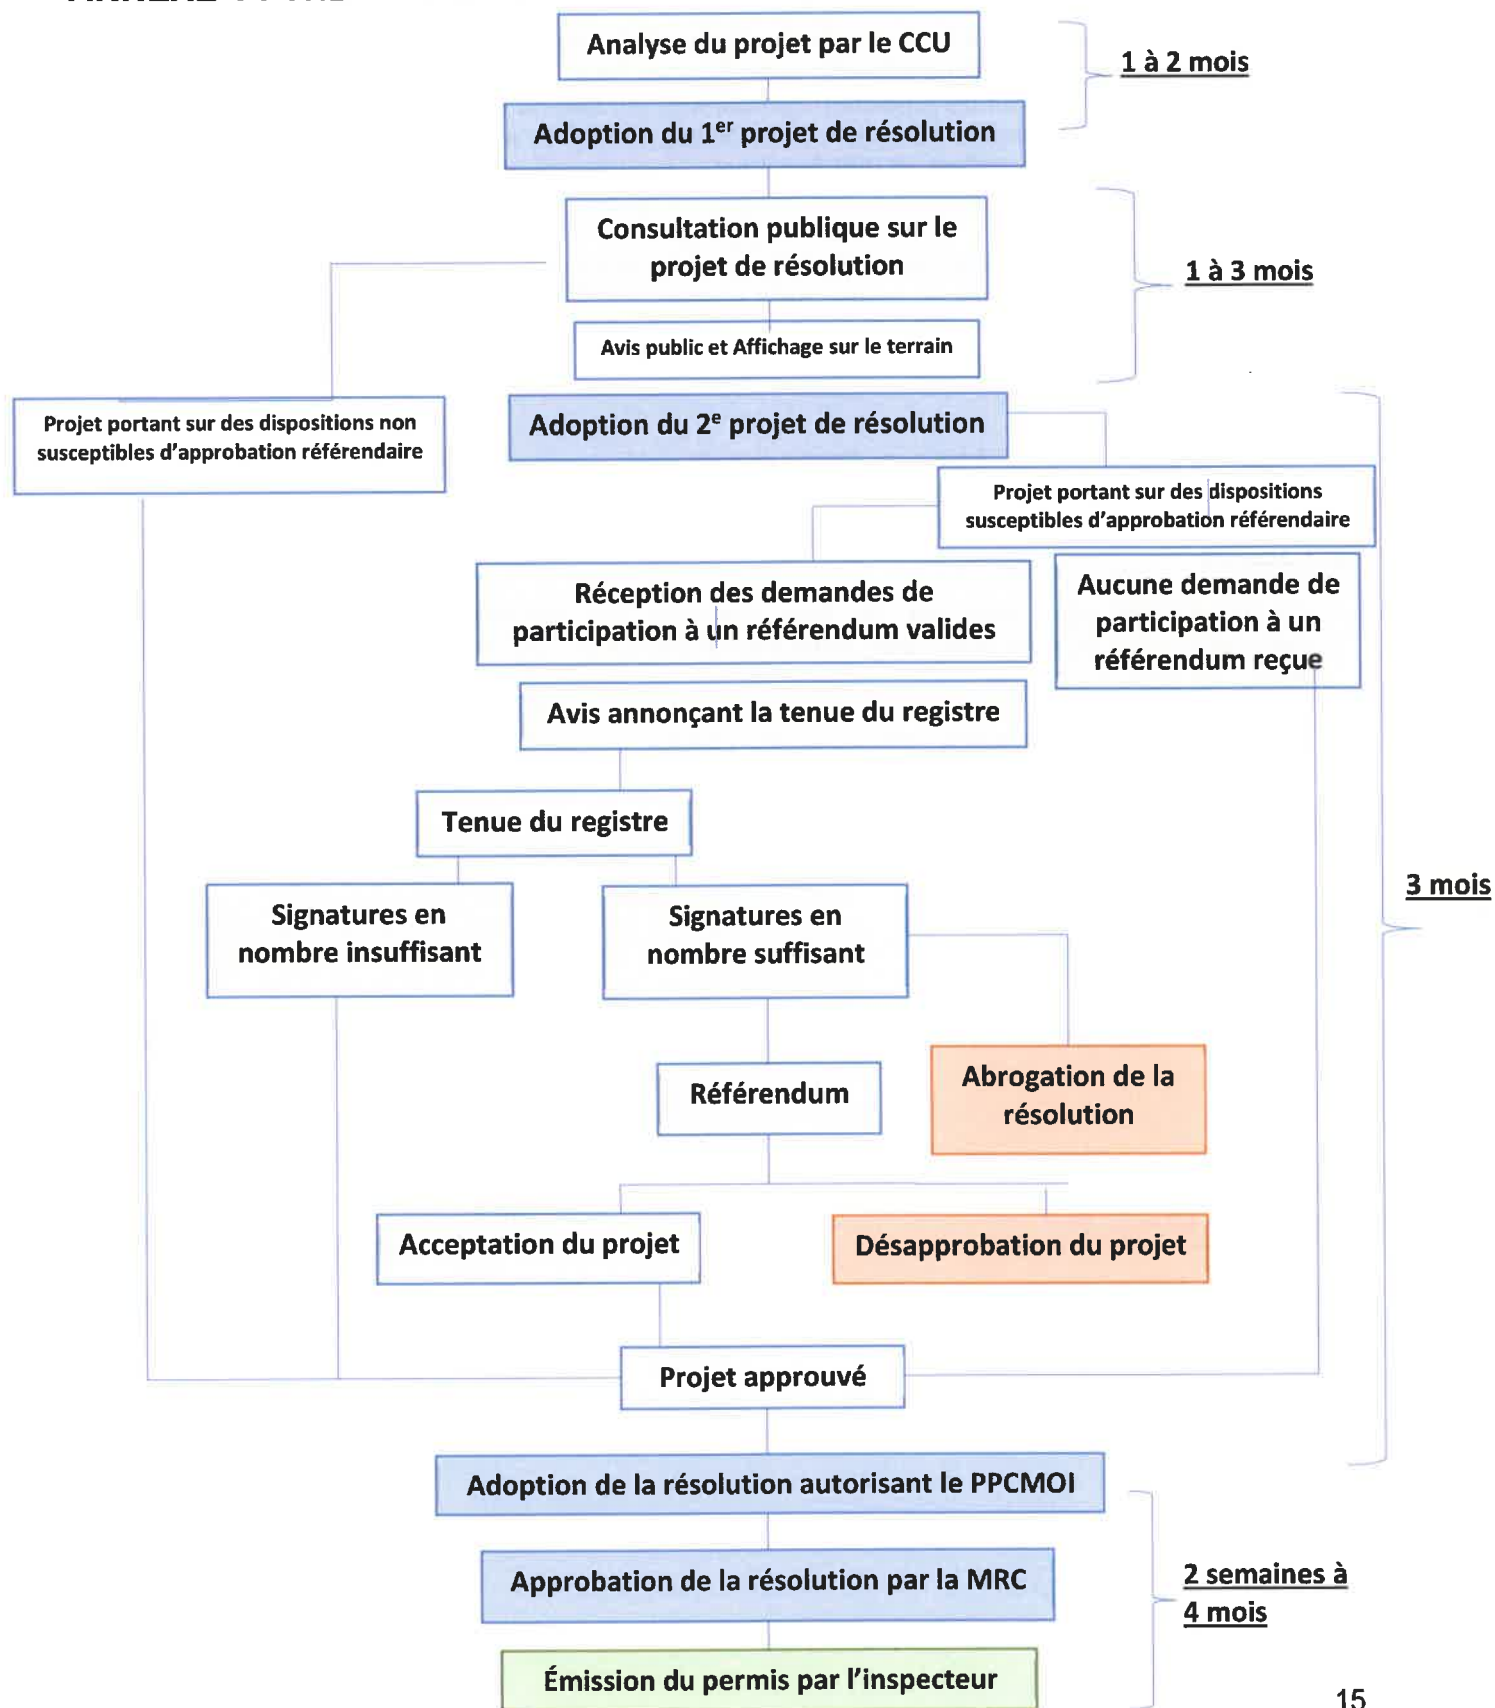 Analyse du projet par le CCU
1 à 2 mois
Adoption du 1er projet de résolution
Consultation publique sur le
projet de résolution
1 à 3 mois
Avis public et Affichage sur le terrain
Projet portant sur des dispositions non
susceptibles d'approbation référendaire
Adoption du 2e projet de résolution
Projet portant sur des dispositions
susceptibles d'approbation référendaire
Réception des demandes de
participation à un référendum valides
Aucune demande de
participation à un
référendum reçue
Avis annonçant la tenue du registre
Tenue du registre
3 mois
Signatures en
nombre insuffisant
Signatures en
nombre suffisant
Référendum
Abrogation de la
résolution
Acceptation du projet
Désapprobation du projet
Projet approuvé
Adoption de la résolution autorisant le PPCMOI
Approbation de la résolution par la MRC
2 semaines à
4 mois
Émission du permis par l'inspecteur
15